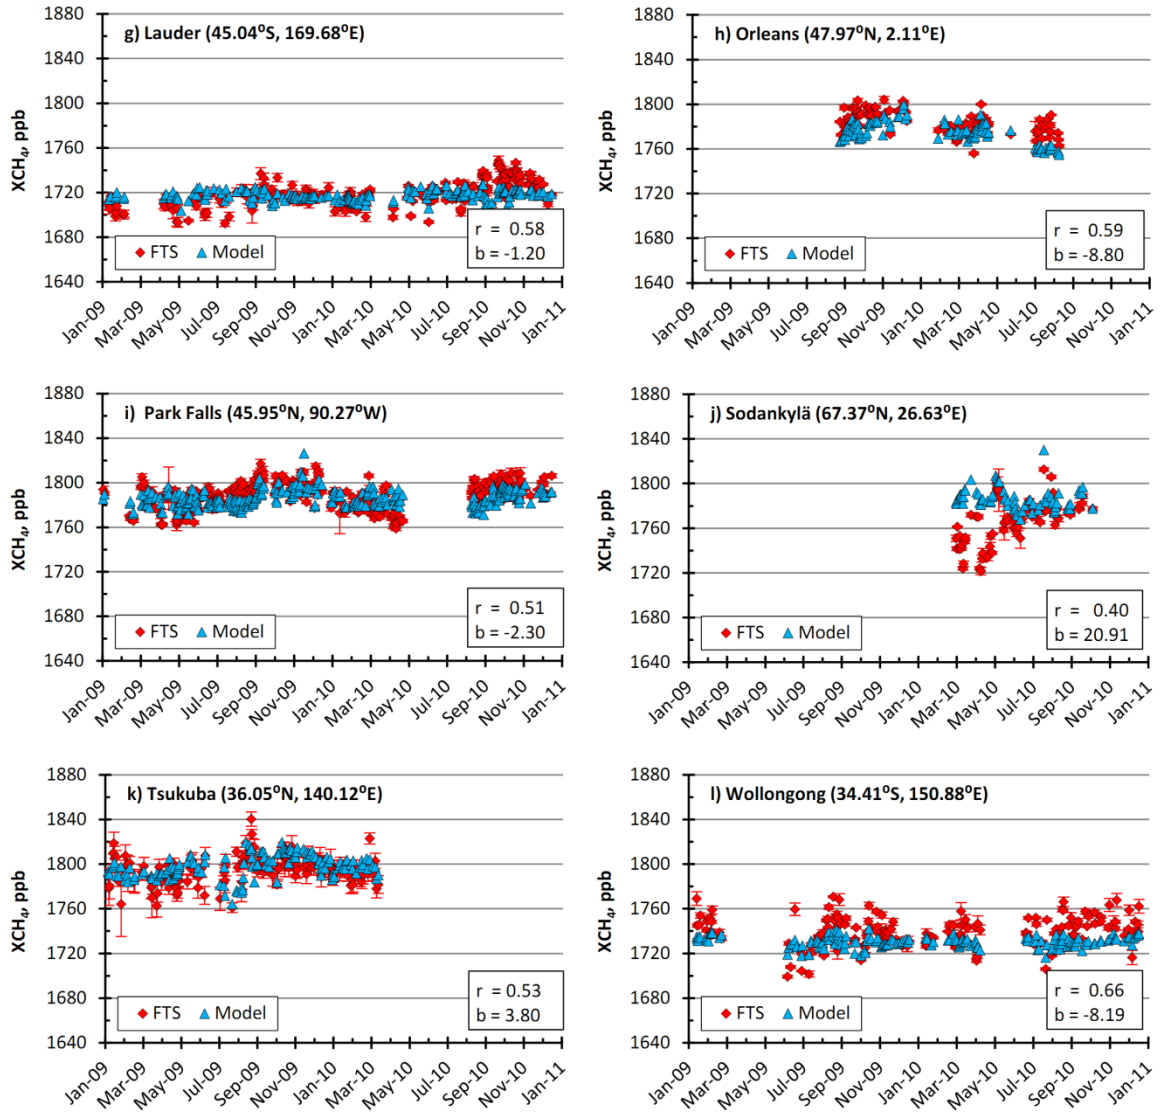 g) Lauder (45.04°S, 169.68°E)
XCH₄, ppb
1880
1840
1800
1760
1720
1680
1640
FTS Model
r = 0.58
b = -1.20
Jan-09 Mar-09 May-09 Jul-09 Sep-09 Nov-09 Jan-10 Mar-10 May-10 Jul-10 Sep-10 Nov-10 Jan-11
h) Orleans (47.97°N, 2.11°E)
XCH₄, ppb
1880
1840
1800
1760
1720
1680
1640
FTS Model
r = 0.59
b = -8.80
Jan-09 Mar-09 May-09 Jul-09 Sep-09 Nov-09 Jan-10 Mar-10 May-10 Jul-10 Sep-10 Nov-10 Jan-11
i) Park Falls (45.95°N, 90.27°W)
XCH₄, ppb
1880
1840
1800
1760
1720
1680
1640
FTS Model
r = 0.51
b = -2.30
Jan-09 Mar-09 May-09 Jul-09 Sep-09 Nov-09 Jan-10 Mar-10 May-10 Jul-10 Sep-10 Nov-10 Jan-11
j) Sodankylä (67.37°N, 26.63°E)
XCH₄, ppb
1880
1840
1800
1760
1720
1680
1640
FTS Model
r = 0.40
b = 20.91
Jan-09 Mar-09 May-09 Jul-09 Sep-09 Nov-09 Jan-10 Mar-10 May-10 Jul-10 Sep-10 Nov-10 Jan-11
k) Tsukuba (36.05°N, 140.12°E)
XCH₄, ppb
1880
1840
1800
1760
1720
1680
1640
FTS Model
r = 0.53
b = 3.80
Jan-09 Mar-09 May-09 Jul-09 Sep-09 Nov-09 Jan-10 Mar-10 May-10 Jul-10 Sep-10 Nov-10 Jan-11
l) Wollongong (34.41°S, 150.88°E)
XCH₄, ppb
1880
1840
1800
1760
1720
1680
1640
FTS Model
r = 0.66
b = -8.19
Jan-09 Mar-09 May-09 Jul-09 Sep-09 Nov-09 Jan-10 Mar-10 May-10 Jul-10 Sep-10 Nov-10 Jan-11